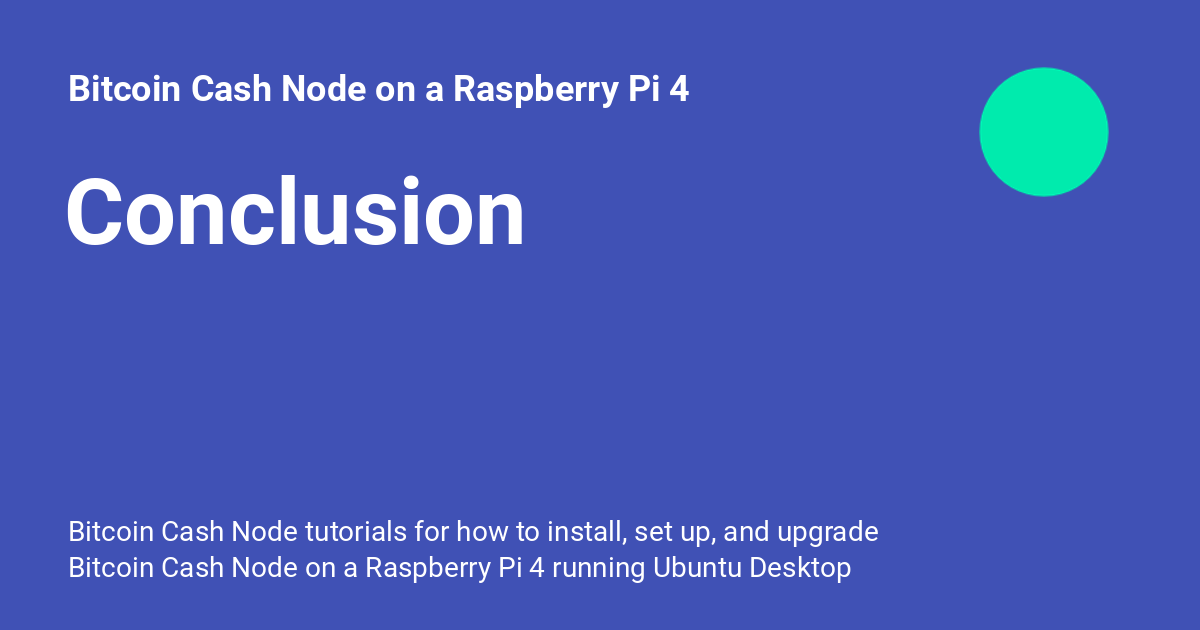 Bitcoin Cash Node on a Raspberry Pi 4
Conclusion
Bitcoin Cash Node tutorials for how to install, set up, and upgrade
Bitcoin Cash Node on a Raspberry Pi 4 running Ubuntu Desktop